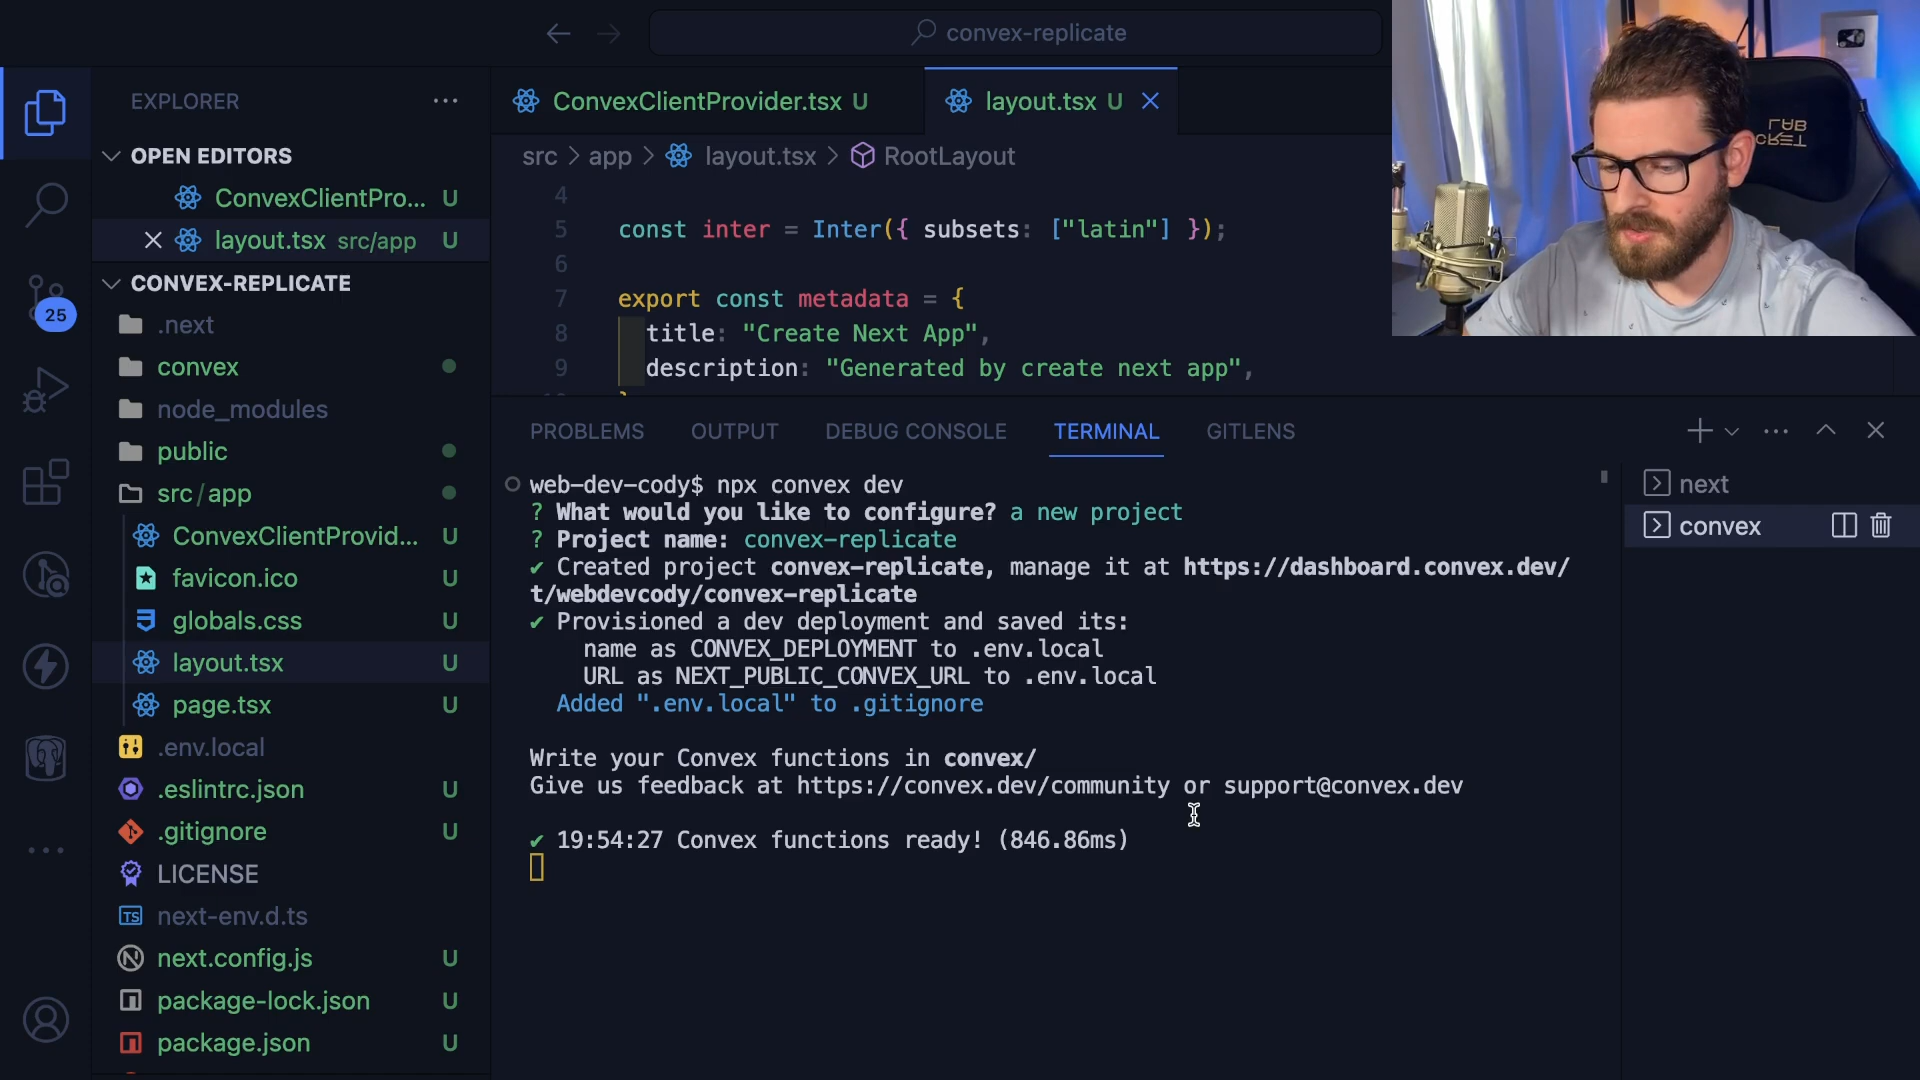 convex-replicate
EXPLORER
OPEN EDITORS
ConvexClientPro... U
layout.tsx src/app U
CONVEX-REPLICATE
.next
convex
node_modules
public
src/app
ConvexClientProvid... U
favicon.ico U
globals.css U
layout.tsx U
page.tsx U
.env.local
.eslintrc.json U
.gitignore U
LICENSE
next-env.d.ts
next.config.js U
package-lock.json U
package.json U
25
ConvexClientProvider.tsx U
layout.tsx U
src > app > layout.tsx > RootLayout
4
5 const inter = Inter({ subsets: ["latin"] });
6
7 export const metadata = {
8 title: "Create Next App",
9 description: "Generated by create next app",
PROBLEMS OUTPUT DEBUG CONSOLE TERMINAL GITLENS
web-dev-cody$ npx convex dev
? What would you like to configure? a new project
? Project name: convex-replicate
✔ Created project convex-replicate, manage it at https://dashboard.convex.dev/
t/webdevcody/convex-replicate
✔ Provisioned a dev deployment and saved its:
name as CONVEX_DEPLOYMENT to .env.local
URL as NEXT_PUBLIC_CONVEX_URL to .env.local
Added ".env.local" to .gitignore
Write your Convex functions in convex/
Give us feedback at https://convex.dev/community or support@convex.dev
✔ 19:54:27 Convex functions ready! (846.86ms)
next
convex
TS